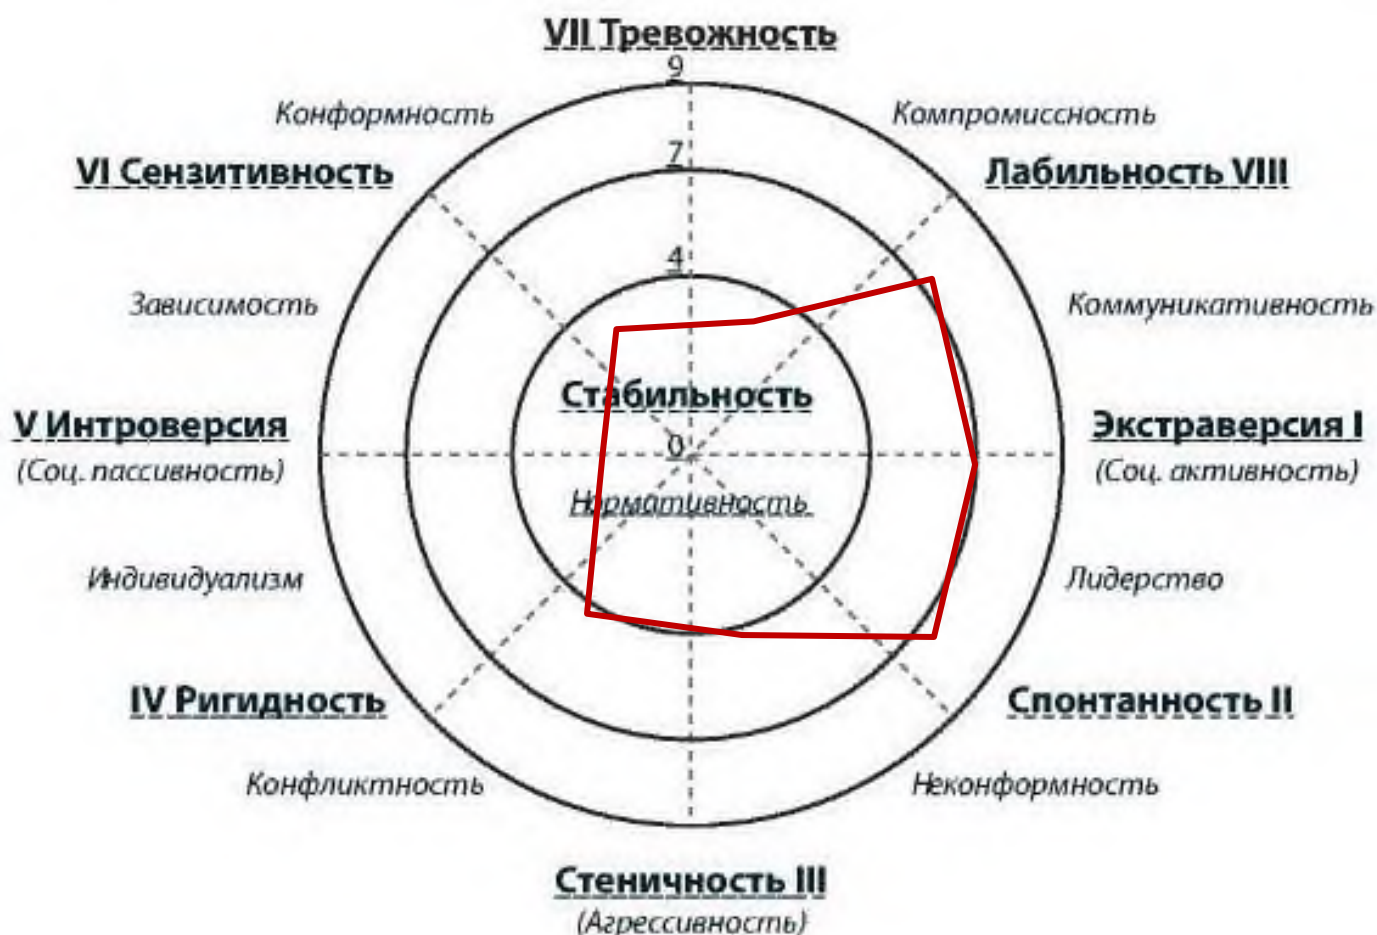 VII Тревожность
9
Конформность
Компромиссность
7
VI Сензитивность
Лабильность VIII
4
Зависимость
Коммуникативность
Стабильность
V Интроверсия
(Соц. пассивность)
0
Экстраверсия I
(Соц. активность)
Нормативность
Индивидуализм
Лидерство
IV Ригидность
Спонтанность II
Конфликтность
Неконформность
Стеничность III
(Агрессивность)